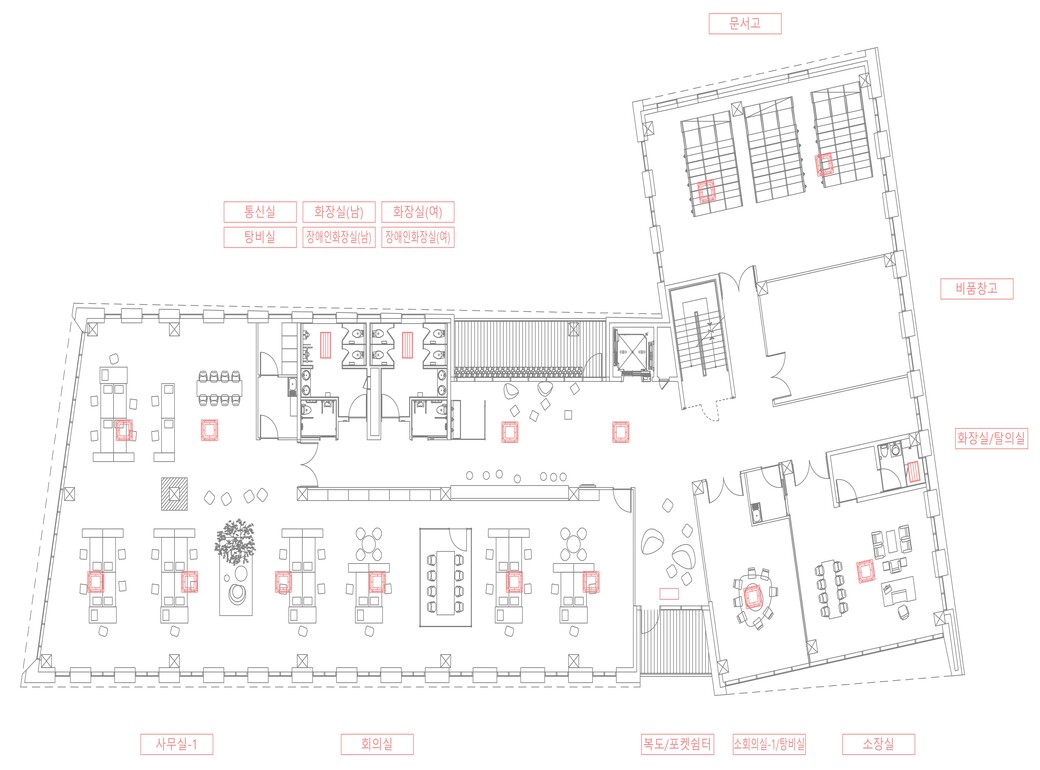 문서고
통신실
화장실(남)
화장실(여)
탕비실
장애인화장실(남)
장애인화장실(여)
비품창고
화장실/탈의실
사무실-1
회의실
복도/포켓쉼터
소회의실-1/탕비실
소장실